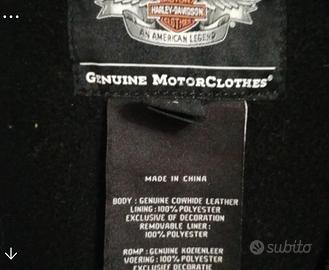 HARLEY-DAVIDSON
CLOTHES
AN AMERICAN LEGEND
GENUINE MOTORCLOTHES®
MADE IN CHINA
BODY : GENUINE COWHIDE LEATHER
LINING : 100% POLYESTER
EXCLUSIVE OF DECORATION
REMOVABLE LINER :
100% POLYESTER
ROMP : GENUINE KOEIENLEER
VOERING : 100% POLYESTER
EXCLUSIEF DECORATIE
subito